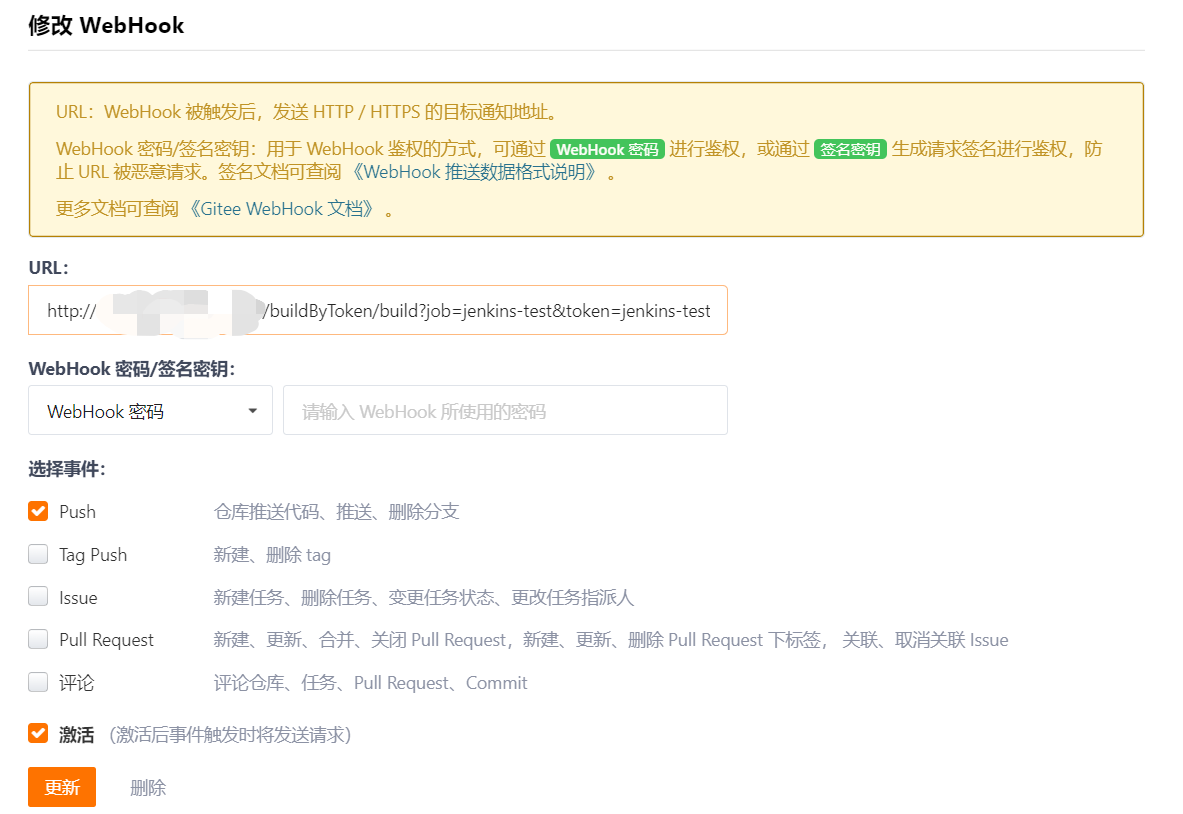 修改 WebHook
URL：WebHook 被触发后，发送 HTTP / HTTPS 的目标通知地址。
WebHook 密码/签名密钥：用于 WebHook 鉴权的方式，可通过 WebHook 密码 进行鉴权，或通过 签名密钥 生成请求签名进行鉴权，防
止 URL 被恶意请求。签名文档可查阅 《WebHook 推送数据格式说明》 。
更多文档可查阅 《Gitee WebHook 文档》 。
URL：
http:// /buildByToken/build?job=jenkins-test&token=jenkins-test
WebHook 密码/签名密钥：
WebHook 密码 请输入 WebHook 所使用的密码
选择事件：
Push 仓库推送代码、推送、删除分支
Tag Push 新建、删除 tag
Issue 新建任务、删除任务、变更任务状态、更改任务指派人
Pull Request 新建、更新、合并、关闭 Pull Request，新建、更新、删除 Pull Request 下标签， 关联、取消关联 Issue
评论 评论仓库、任务、Pull Request、Commit
激活 （激活后事件触发时将发送请求）
更新 删除